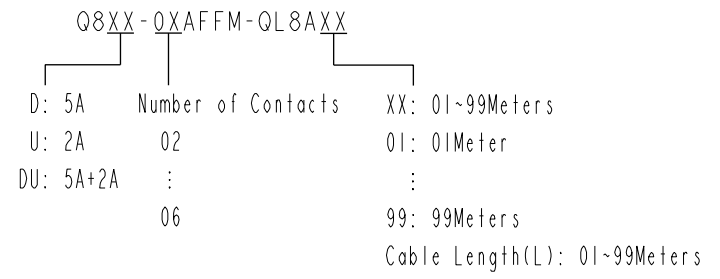 Q8XX-0XAFFM-QL8AXX
D: 5A Number of Contacts XX: 01~99Meters
U: 2A 02 01: 01Meter
DU: 5A+2A ⋮ ⋮
06 99: 99Meters
Cable Length(L): 01~99Meters